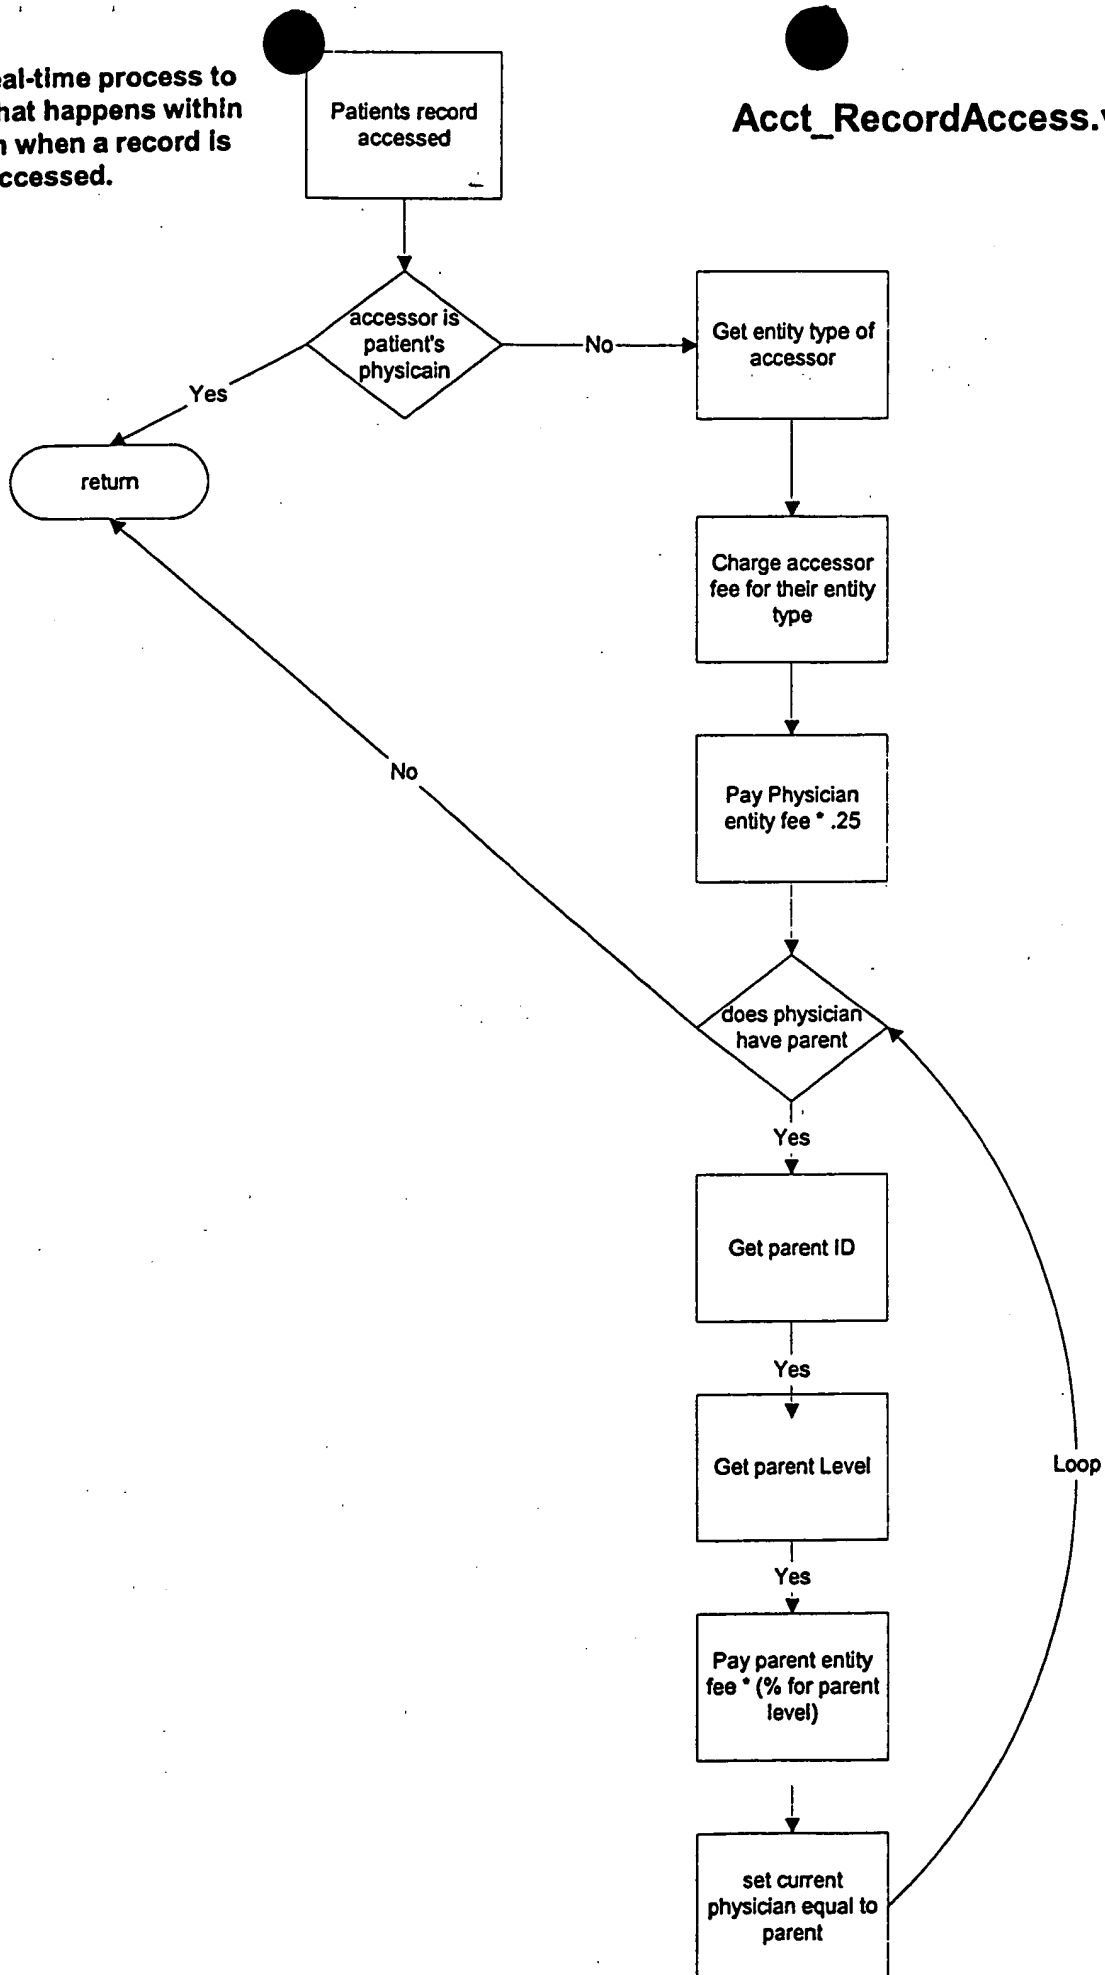 eal-time process to
hat happens within
n when a record is
ccessed.
Patients record
accessed
Acct_RecordAccess.v
accessor is
patient's
physicain
No
Get entity type of
accessor
Yes
return
Charge accessor
fee for their entity
type
No
Pay Physician
entity fee * .25
does physician
have parent
Yes
Get parent ID
Yes
Get parent Level
Loop
Yes
Pay parent entity
fee * (% for parent
level)
set current
physician equal to
parent